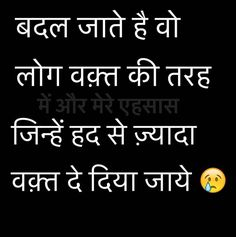 बदल जाते है वो
लोग वक़्त की तरह
में और मेरे एहसास
जिन्हें हद से ज़्यादा
वक़्त दे दिया जाये 😢